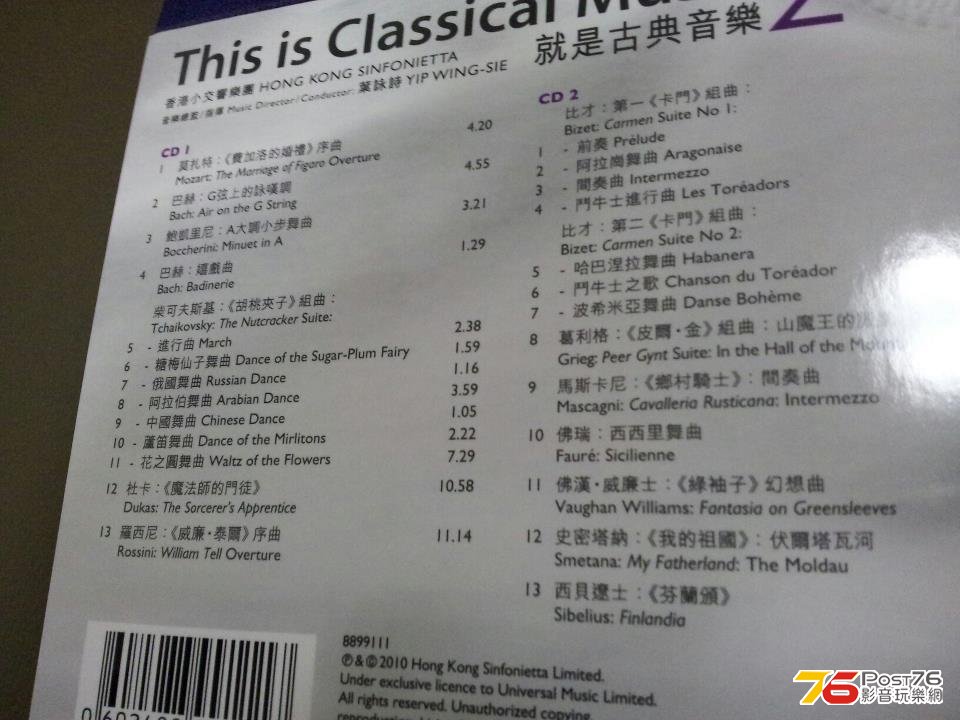 This is Classical Music 2
就是古典音樂
香港小交響樂團 HONG KONG SINFONIETTA
音樂總監/指揮 Music Director/Conductor: 葉詠詩 YIP WING-SIE
CD 1
1 莫扎特：《費加洛的婚禮》序曲 4.20
Mozart: The Marriage of Figaro Overture
2 巴赫：G弦上的詠嘆調 4.55
Bach: Air on the G String
3 鮑凱里尼：A大調小步舞曲 3.21
Boccherini: Minuet in A
4 巴赫：嬉戲曲 1.29
Bach: Badinerie
柴可夫斯基：《胡桃夾子》組曲：
Tchaikovsky: The Nutcracker Suite:
5 - 進行曲 March 2.38
6 - 糖梅仙子舞曲 Dance of the Sugar-Plum Fairy 1.59
7 - 俄國舞曲 Russian Dance 1.16
8 - 阿拉伯舞曲 Arabian Dance 3.59
9 - 中國舞曲 Chinese Dance 1.05
10 - 蘆笛舞曲 Dance of the Mirlitons 2.22
11 - 花之圓舞曲 Waltz of the Flowers 7.29
12 杜卡：《魔法師的門徒》 10.58
Dukas: The Sorcerer's Apprentice
13 羅西尼：《威廉·泰爾》序曲 11.14
Rossini: William Tell Overture
CD 2
比才：第一《卡門》組曲：
Bizet: Carmen Suite No 1:
1 - 前奏 Prélude
2 - 阿拉崗舞曲 Aragonaise
3 - 間奏曲 Intermezzo
4 - 鬥牛士進行曲 Les Toréadors
比才：第二《卡門》組曲：
Bizet: Carmen Suite No 2:
5 - 哈巴涅拉舞曲 Habanera
6 - 鬥牛士之歌 Chanson du Toréador
7 - 波希米亞舞曲 Danse Bohème
8 葛利格：《皮爾·金》組曲：山魔王的
Grieg: Peer Gynt Suite: In the Hall of the
9 馬斯卡尼：《鄉村騎士》：間奏曲
Mascagni: Cavalleria Rusticana: Intermezzo
10 佛瑞：西西里舞曲
Fauré: Sicilienne
11 佛漢·威廉士：《綠袖子》幻想曲
Vaughan Williams: Fantasia on Greensleeves
12 史密塔納：《我的祖國》：伏爾塔瓦河
Smetana: My Fatherland: The Moldau
13 西貝遼士：《芬蘭頌》
Sibelius: Finlandia
8899111
℗ & © 2010 Hong Kong Sinfonietta Limited.
Under exclusive licence to Universal Music Limited.
All rights reserved. Unauthorized copying,
76 Post76
影音玩樂網